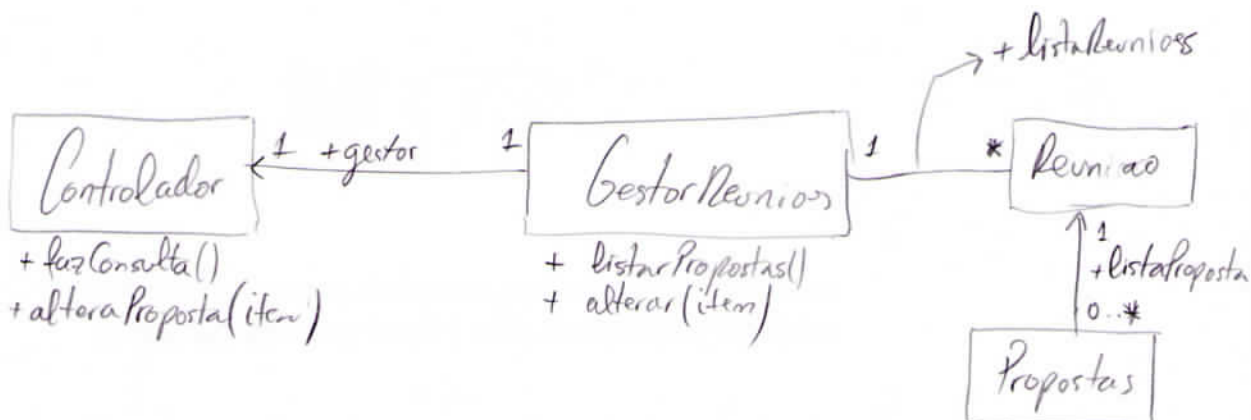 + listaReunioes
Controlador
1 +gestor 1
GestorReunioes
1 *
Reuniao
+ fazConsulta()
+ alteraProposta(item)
+ listarPropostas()
+ alterar(item)
1
+listaProposta
0..*
Propostas